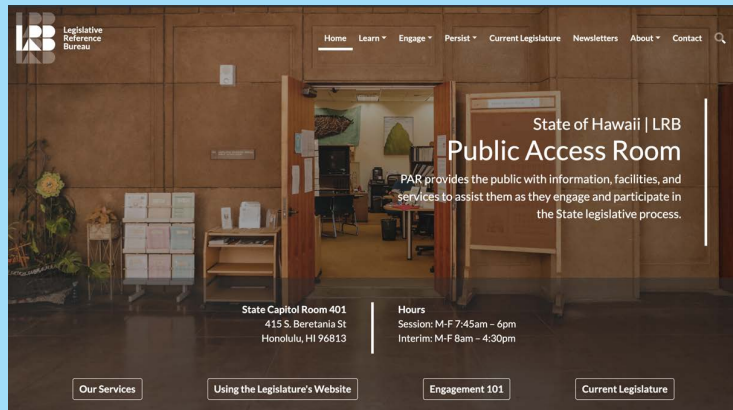 Legislative
Reference
Bureau
LRB
Home Learn Engage Persist Current Legislature Newsletters About Contact
State of Hawaii | LRB
Public Access Room
PAR provides the public with information, facilities, and
services to assist them as they engage and participate in
the State legislative process.
State Capitol Room 401
415 S. Beretania St
Honolulu, HI 96813
Hours
Session: M-F 7:45am – 6pm
Interim: M-F 8am – 4:30pm
Our Services
Using the Legislature's Website
Engagement 101
Current Legislature